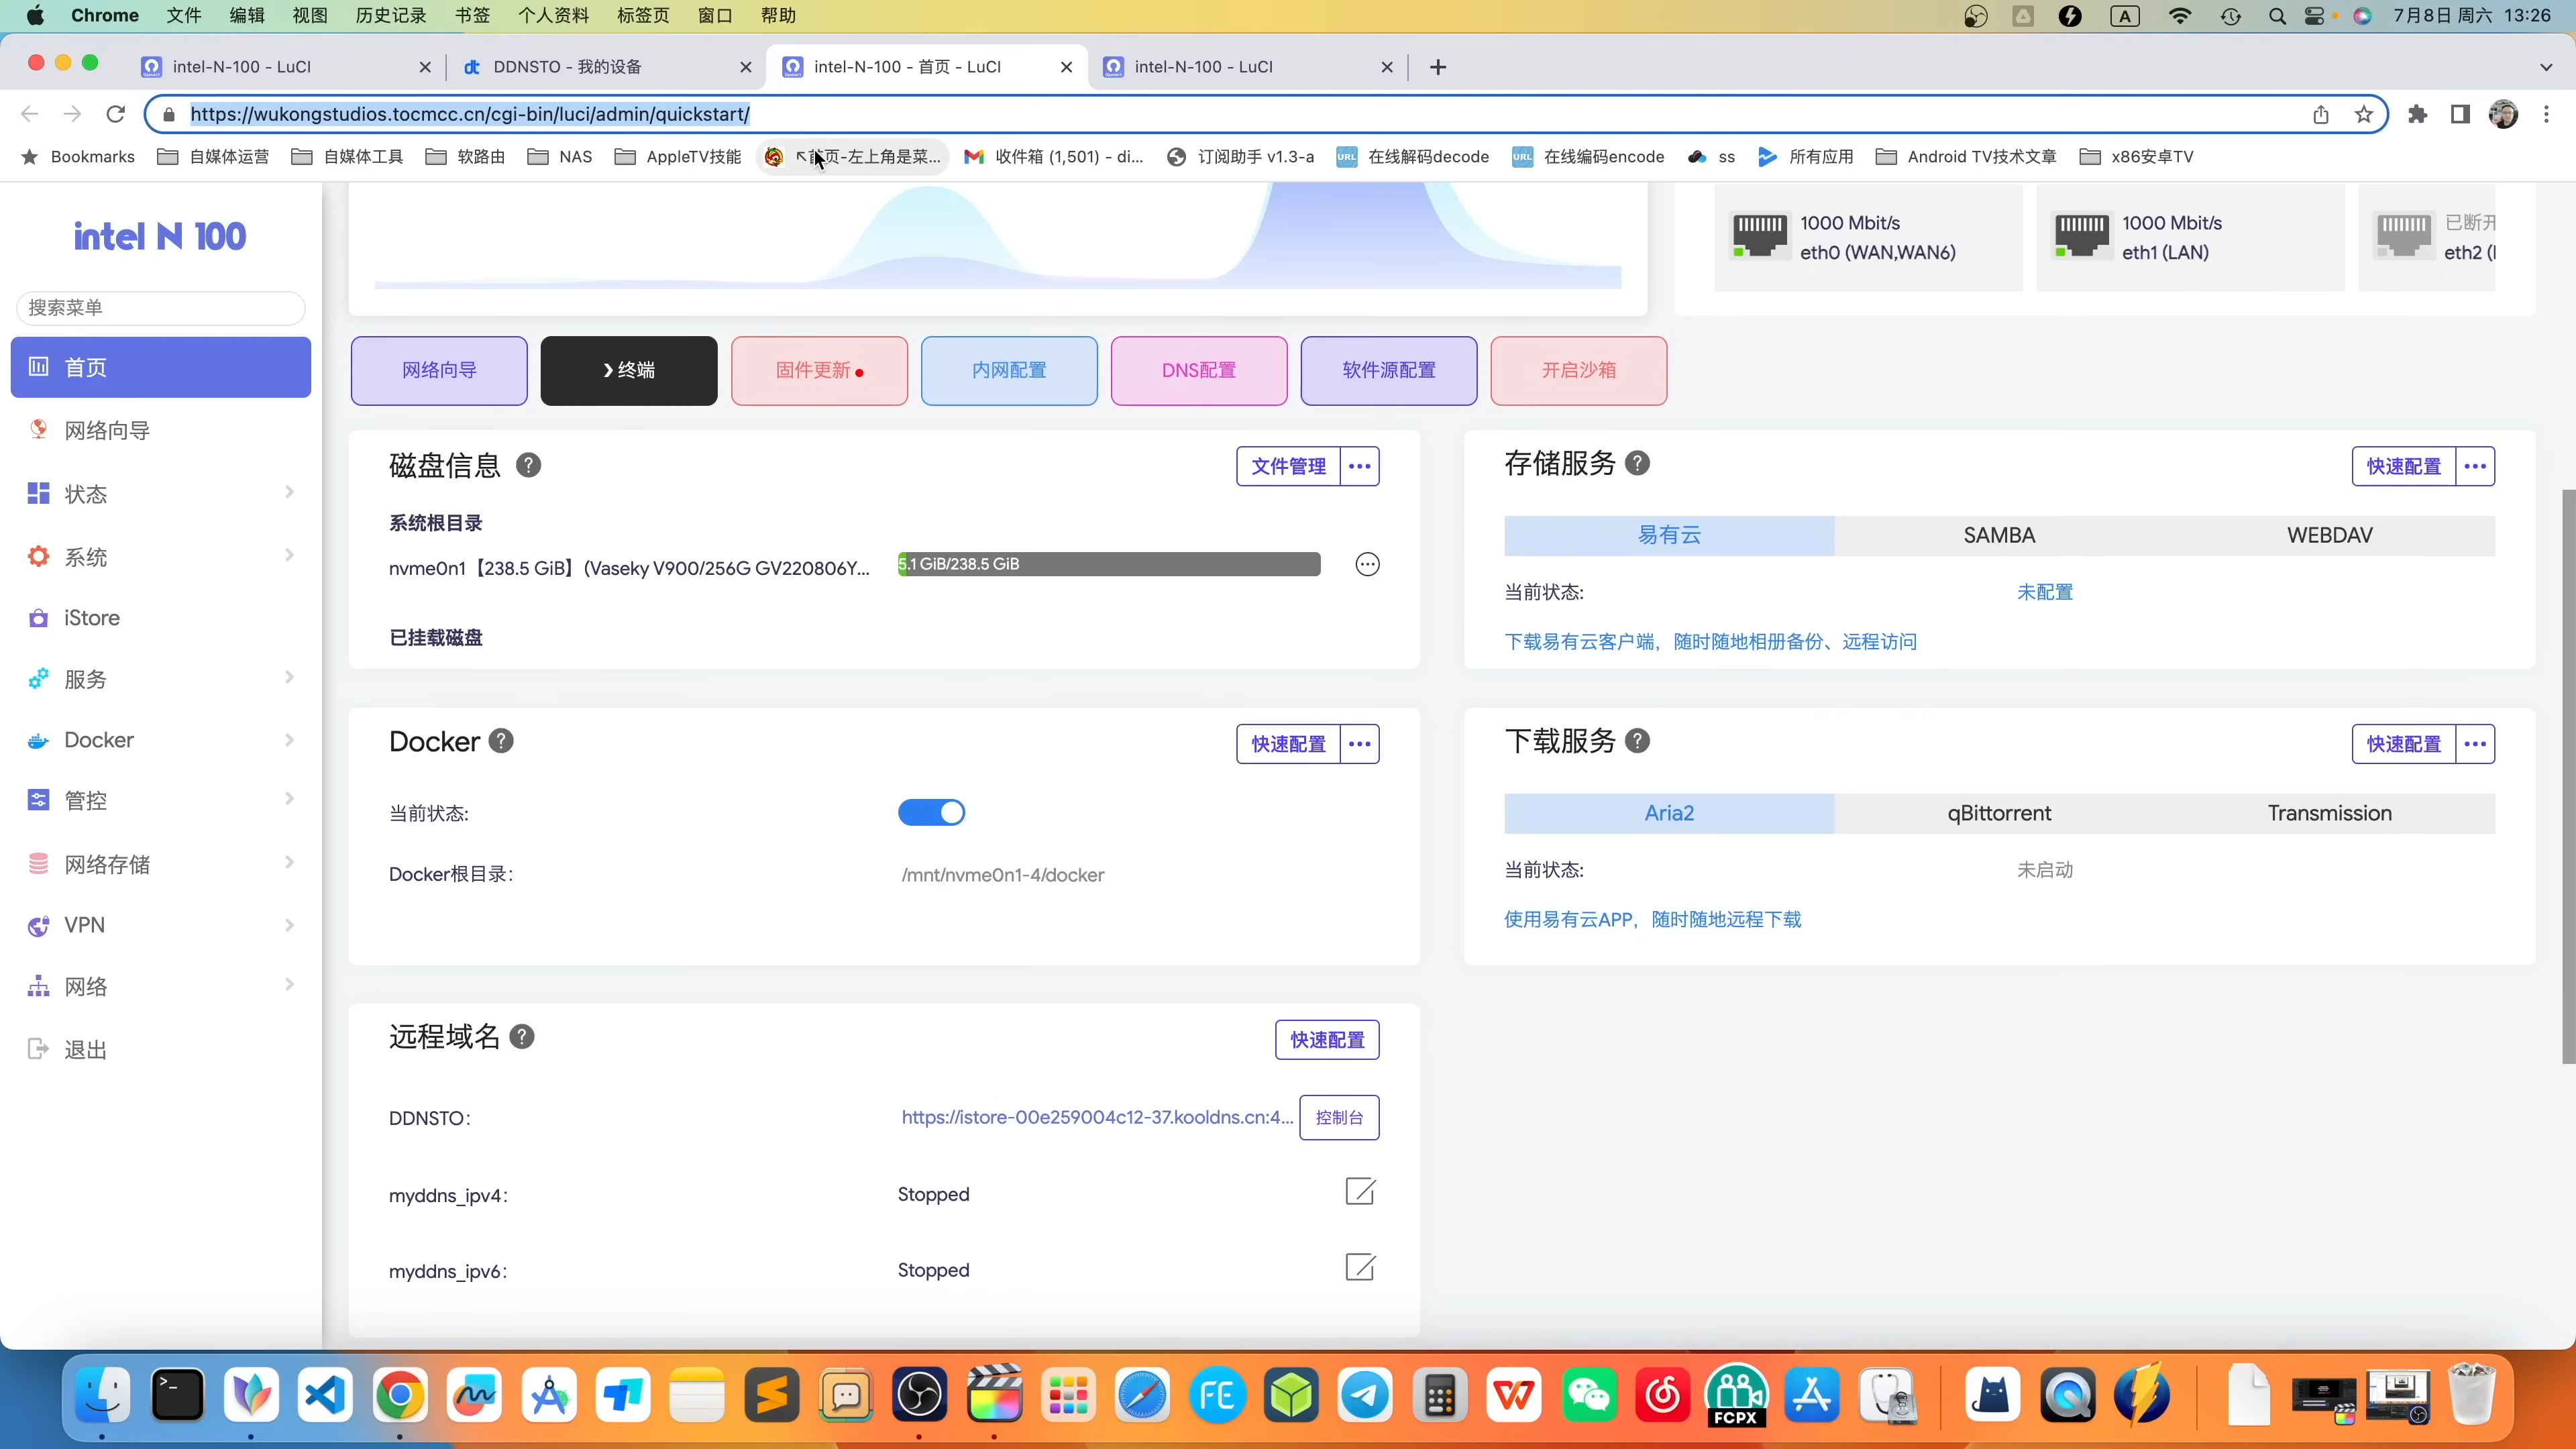 Chrome 文件 编辑 视图 历史记录 书签 个人资料 标签页 窗口 帮助
A 7月8日 周六 13:26
intel-N-100 - LuCI
DDNSTO - 我的设备
intel-N-100 - 首页 - LuCI
intel-N-100 - LuCI
https://wukongstudios.tocmcc.cn/cgi-bin/luci/admin/quickstart/
Bookmarks 自媒体运营 自媒体工具 软路由 NAS AppleTV技能 ↖首页-左上角是菜... 收件箱 (1,501) - di... 订阅助手 v1.3-a 在线解码decode 在线编码encode ss 所有应用 Android TV技术文章 x86安卓TV
intel N 100
搜索菜单
首页
网络向导
状态
系统
iStore
服务
Docker
管控
网络存储
VPN
网络
退出
1000 Mbit/s
eth0 (WAN,WAN6)
1000 Mbit/s
eth1 (LAN)
已断开
eth2 (
网络向导
❯终端
固件更新
内网配置
DNS配置
软件源配置
开启沙箱
磁盘信息 ?
文件管理 •••
系统根目录
nvme0n1【238.5 GiB】(Vaseky V900/256G GV220806Y...
5.1 GiB/238.5 GiB
已挂载磁盘
存储服务 ?
快速配置 •••
易有云 SAMBA WEBDAV
当前状态: 未配置
下载易有云客户端，随时随地相册备份、远程访问
Docker ?
快速配置 •••
当前状态:
Docker根目录: /mnt/nvme0n1-4/docker
下载服务 ?
快速配置 •••
Aria2 qBittorrent Transmission
当前状态: 未启动
使用易有云APP，随时随地远程下载
远程域名 ?
快速配置
DDNSTO: https://istore-00e259004c12-37.kooldns.cn:4... 控制台
myddns_ipv4: Stopped
myddns_ipv6: Stopped
FE
FCPX